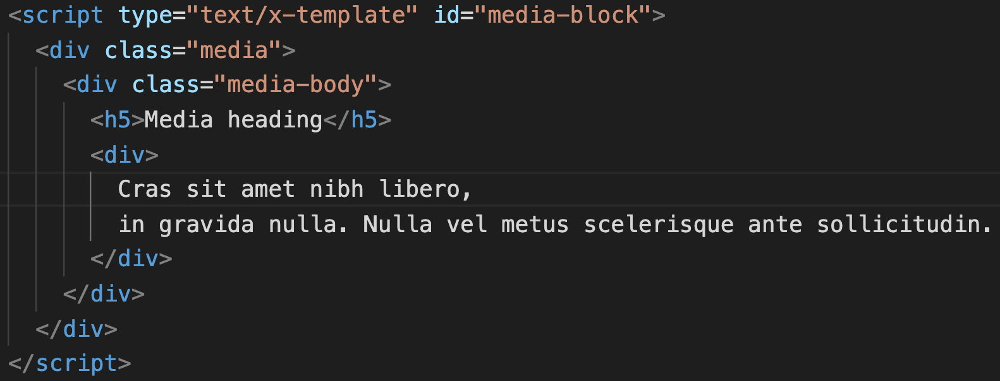 <script type="text/x-template" id="media-block">
  <div class="media">
    <div class="media-body">
      <h5>Media heading</h5>
      <div>
        Cras sit amet nibh libero,
        in gravida nulla. Nulla vel metus scelerisque ante sollicitudin.
      </div>
    </div>
  </div>
</script>